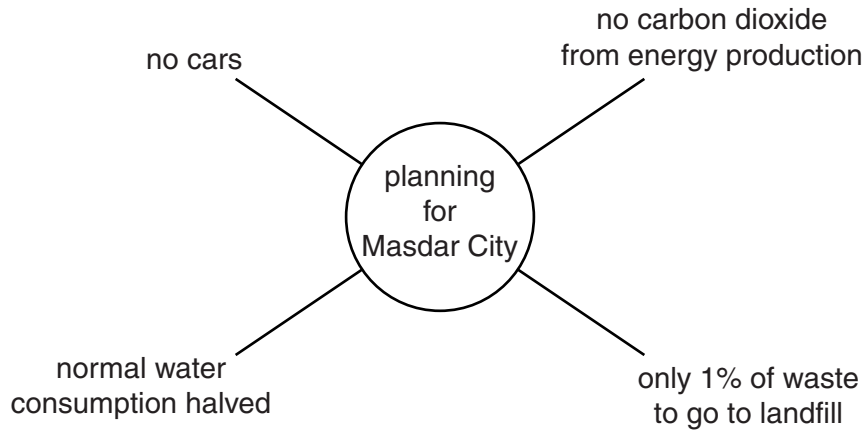 no cars
no carbon dioxide
from energy production
planning
for
Masdar City
normal water
consumption halved
only 1% of waste
to go to landfill